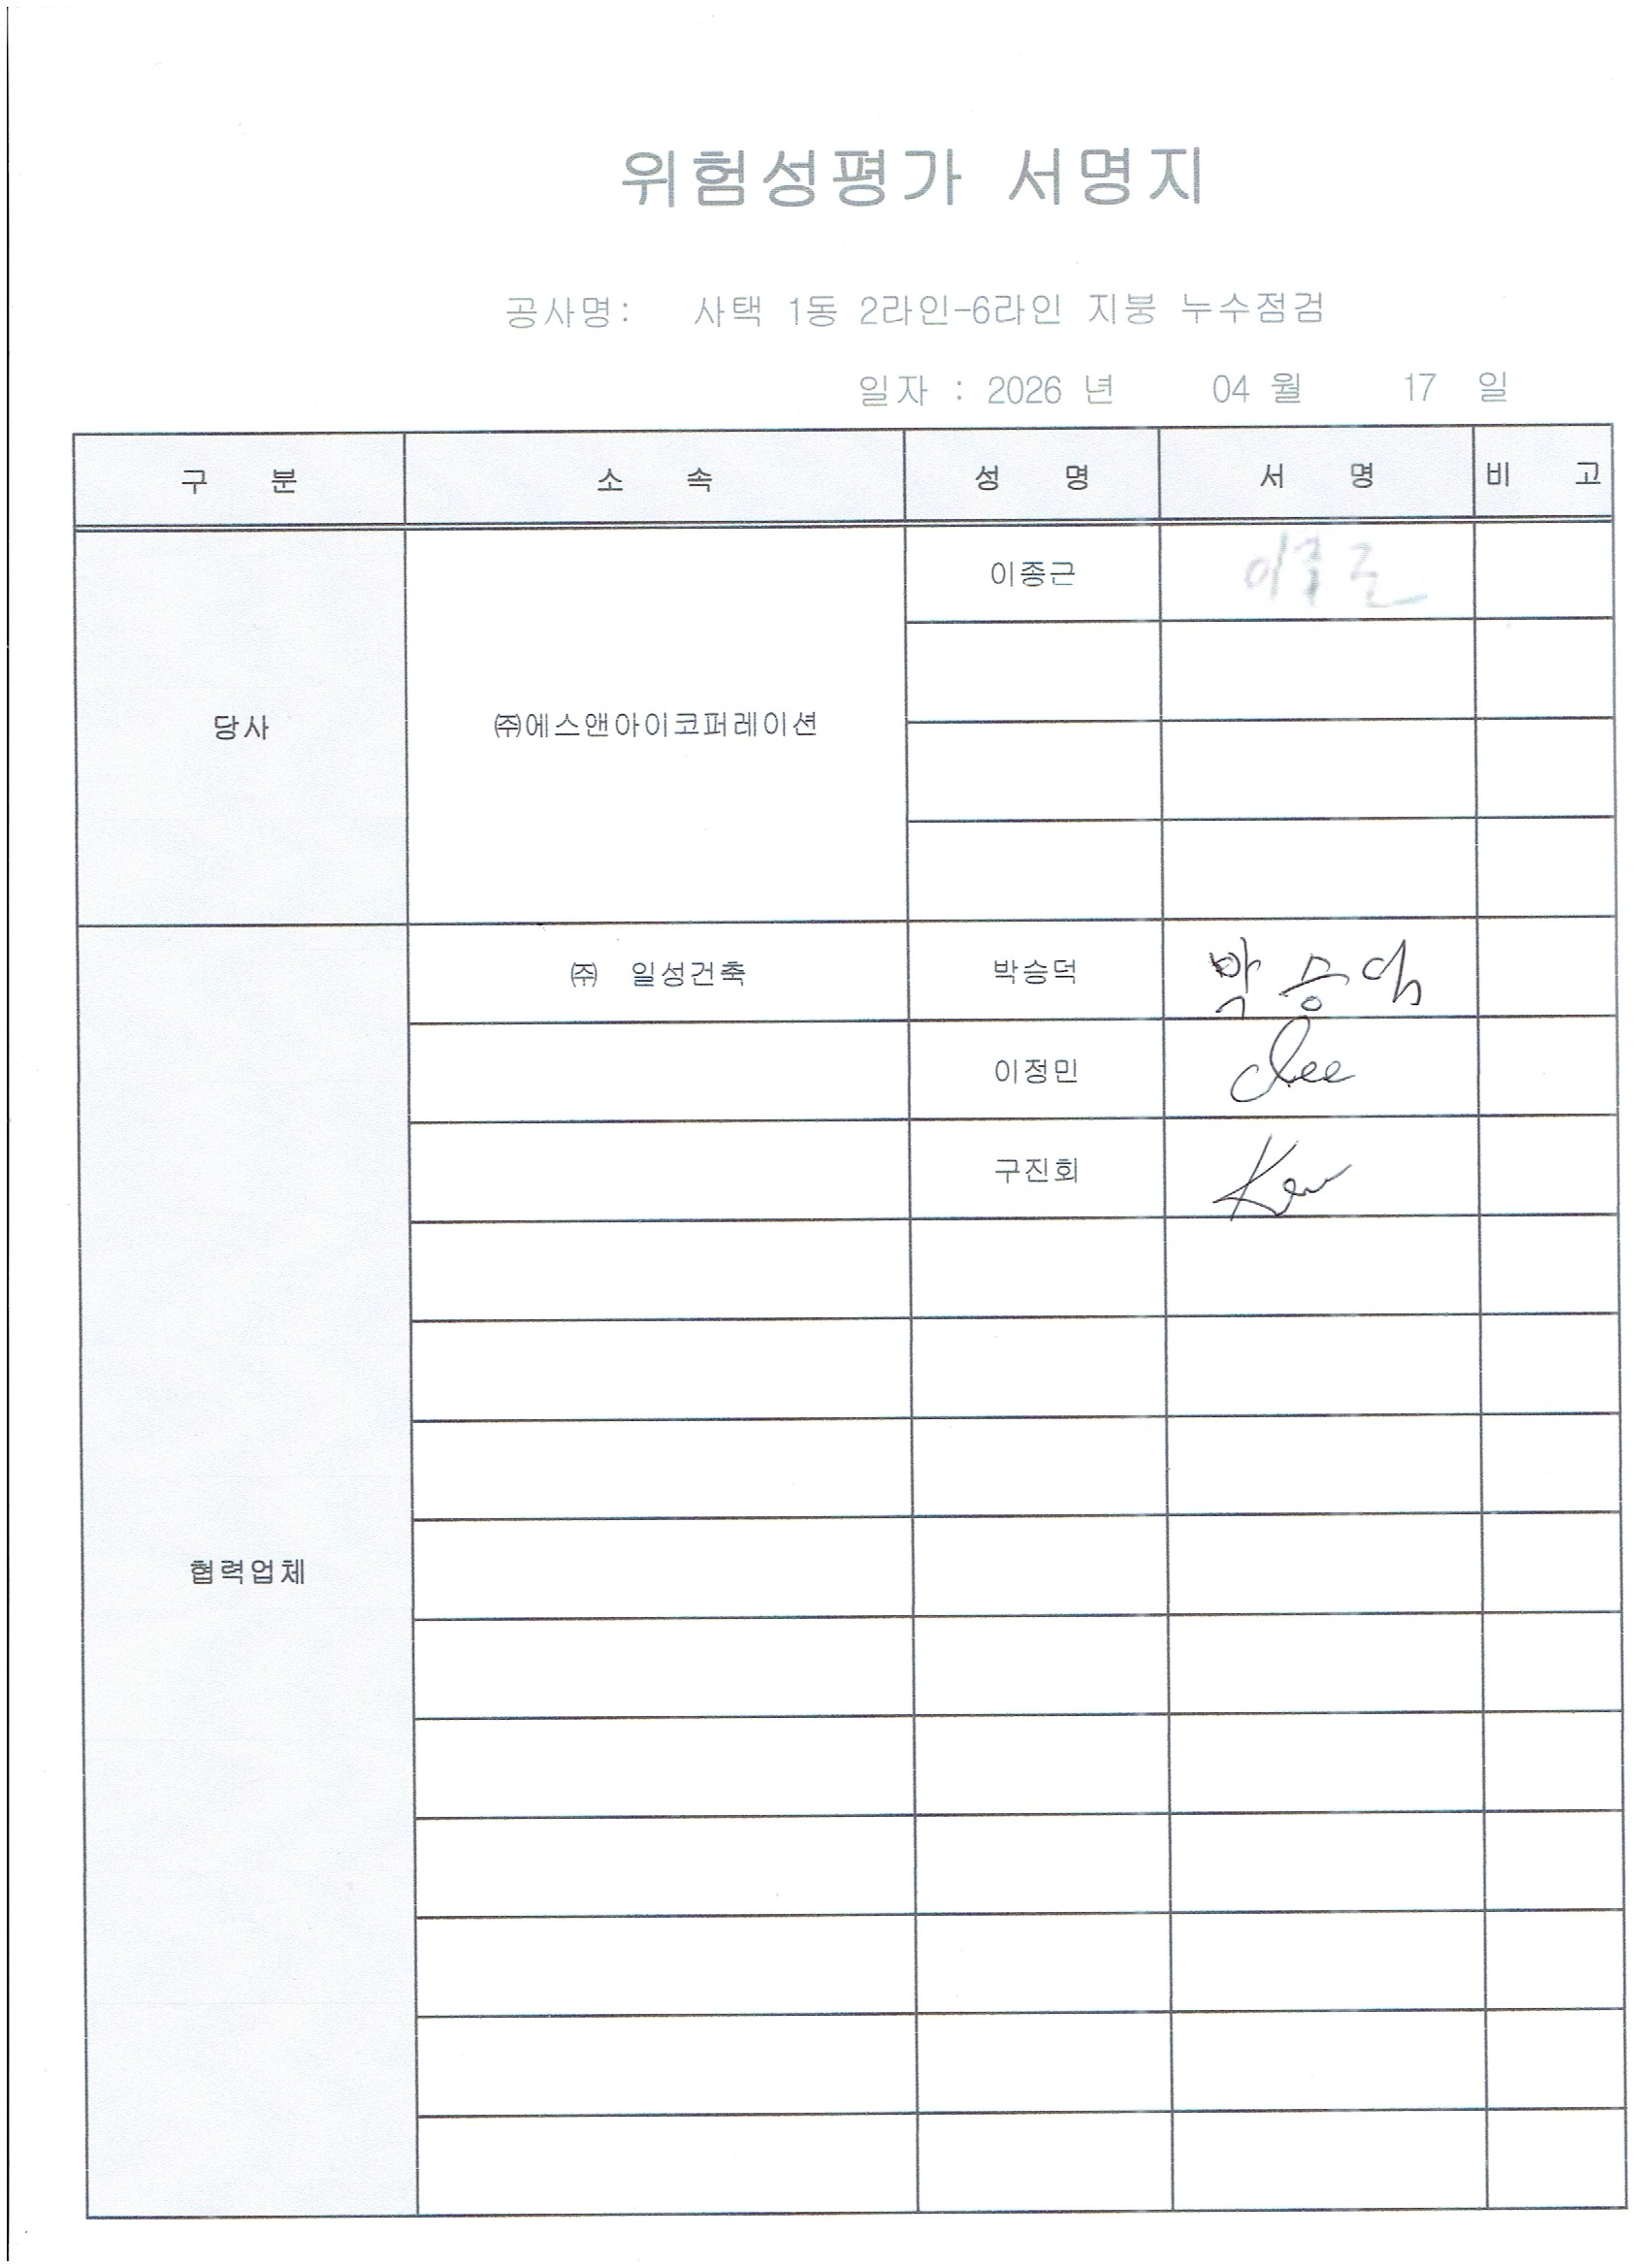 위험성평가 서명지
공사명: 사택 1동 2라인-6라인 지붕 누수점검
일자 : 2026 년 04 월 17 일
구 분 소 속 성 명 서 명 비 고
당사 ㈜에스앤아이코퍼레이션 이종근 이종근
㈜ 일성건축 박승덕 박승덕
이정민 Lee
구진회
협력업체